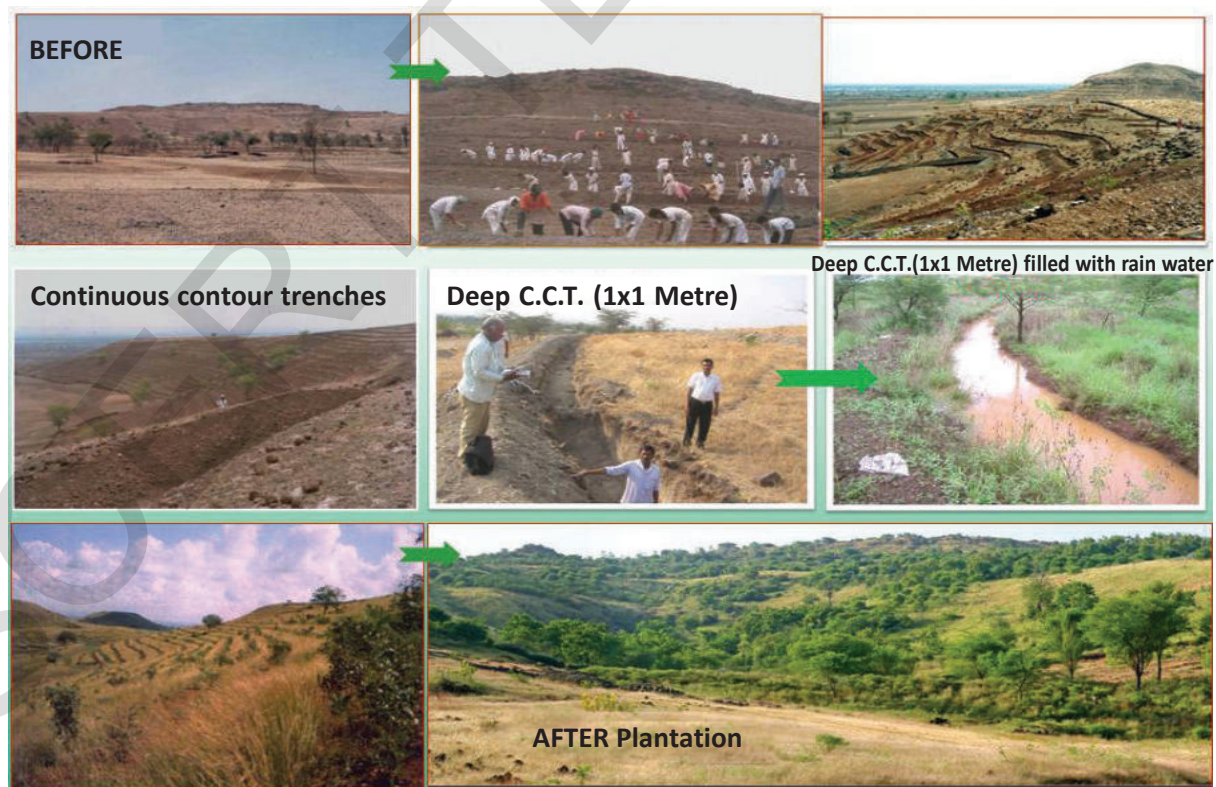 BEFORE
Deep C.C.T.(1x1 Metre) filled with rain water
Continuous contour trenches
Deep C.C.T. (1x1 Metre)
AFTER Plantation